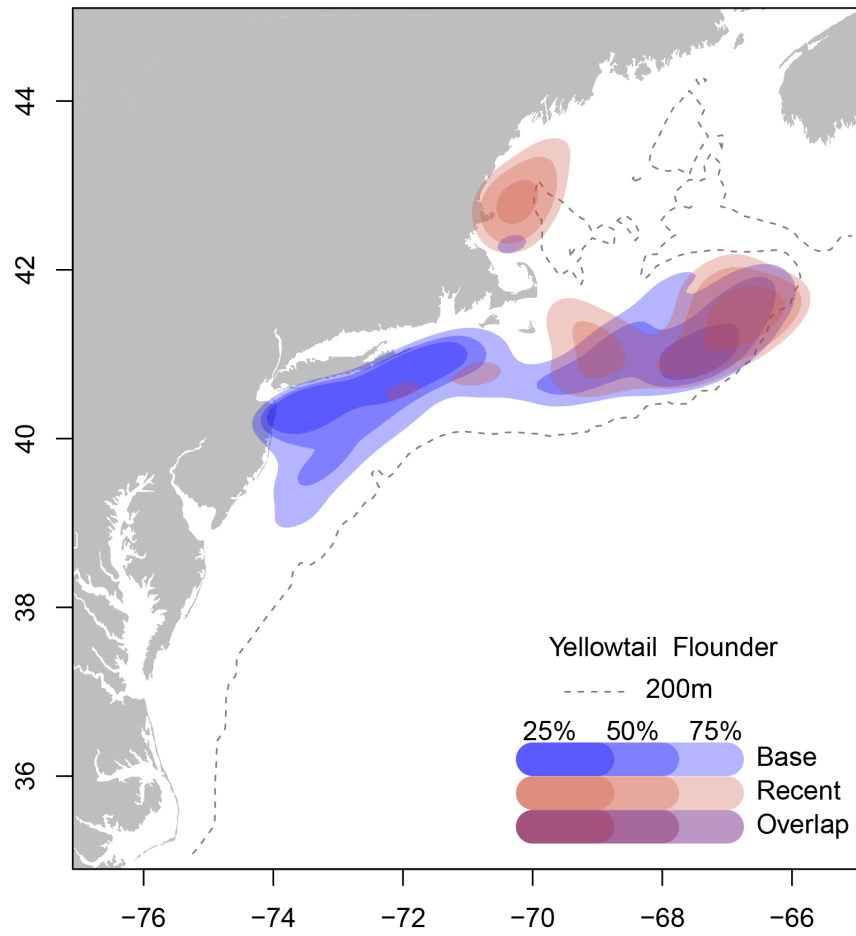 44
42
40
38
36
Yellowtail Flounder
200m
25% 50% 75%
Base
Recent
Overlap
−76 −74 −72 −70 −68 −66